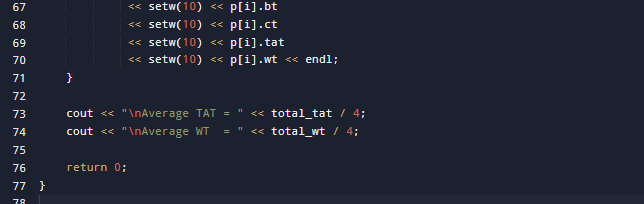 67 << setw(10) << p[i].bt
68 << setw(10) << p[i].ct
69 << setw(10) << p[i].tat
70 << setw(10) << p[i].wt << endl;
71 }
72
73 cout << "\nAverage TAT = " << total_tat / 4;
74 cout << "\nAverage WT  = " << total_wt / 4;
75
76 return 0;
77 }
78